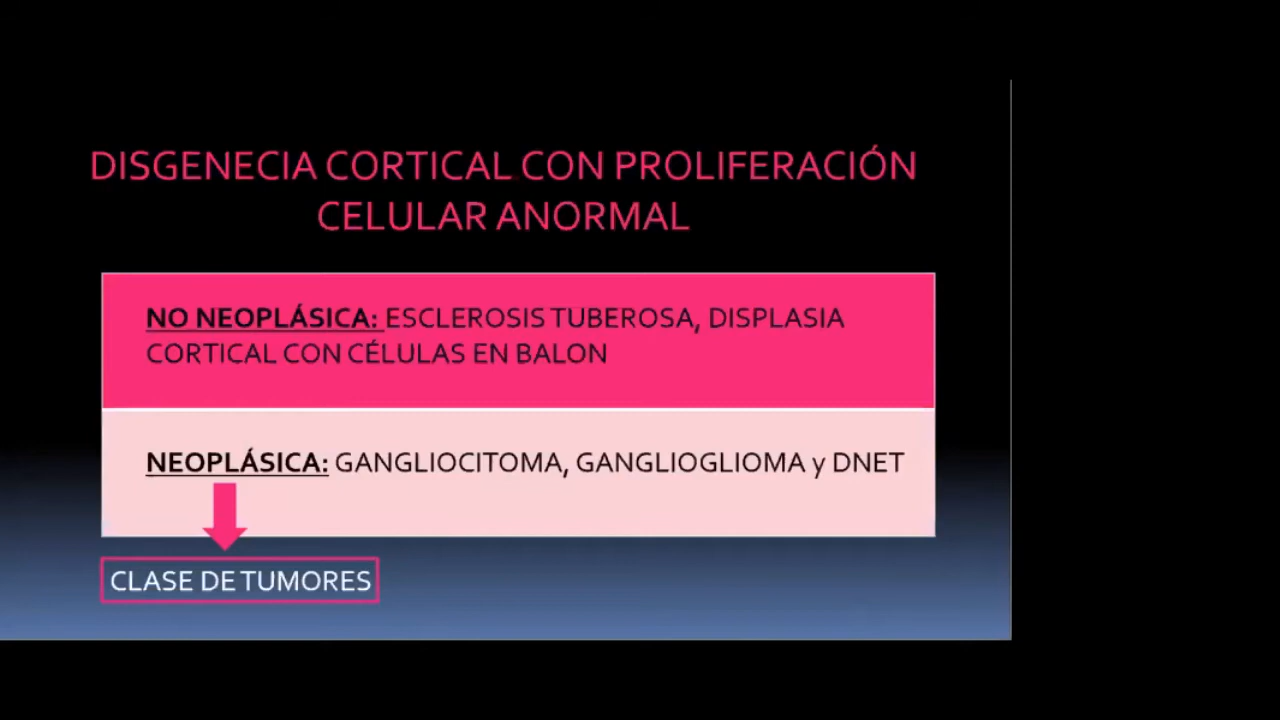 DISGENECIA CORTICAL CON PROLIFERACIÓN
CELULAR ANORMAL
NO NEOPLÁSICA: ESCLEROSIS TUBEROSA, DISPLASIA
CORTICAL CON CÉLULAS EN BALON
NEOPLÁSICA: GANGLIOCITOMA, GANGLIOGLIOMA y DNET
CLASE DE TUMORES